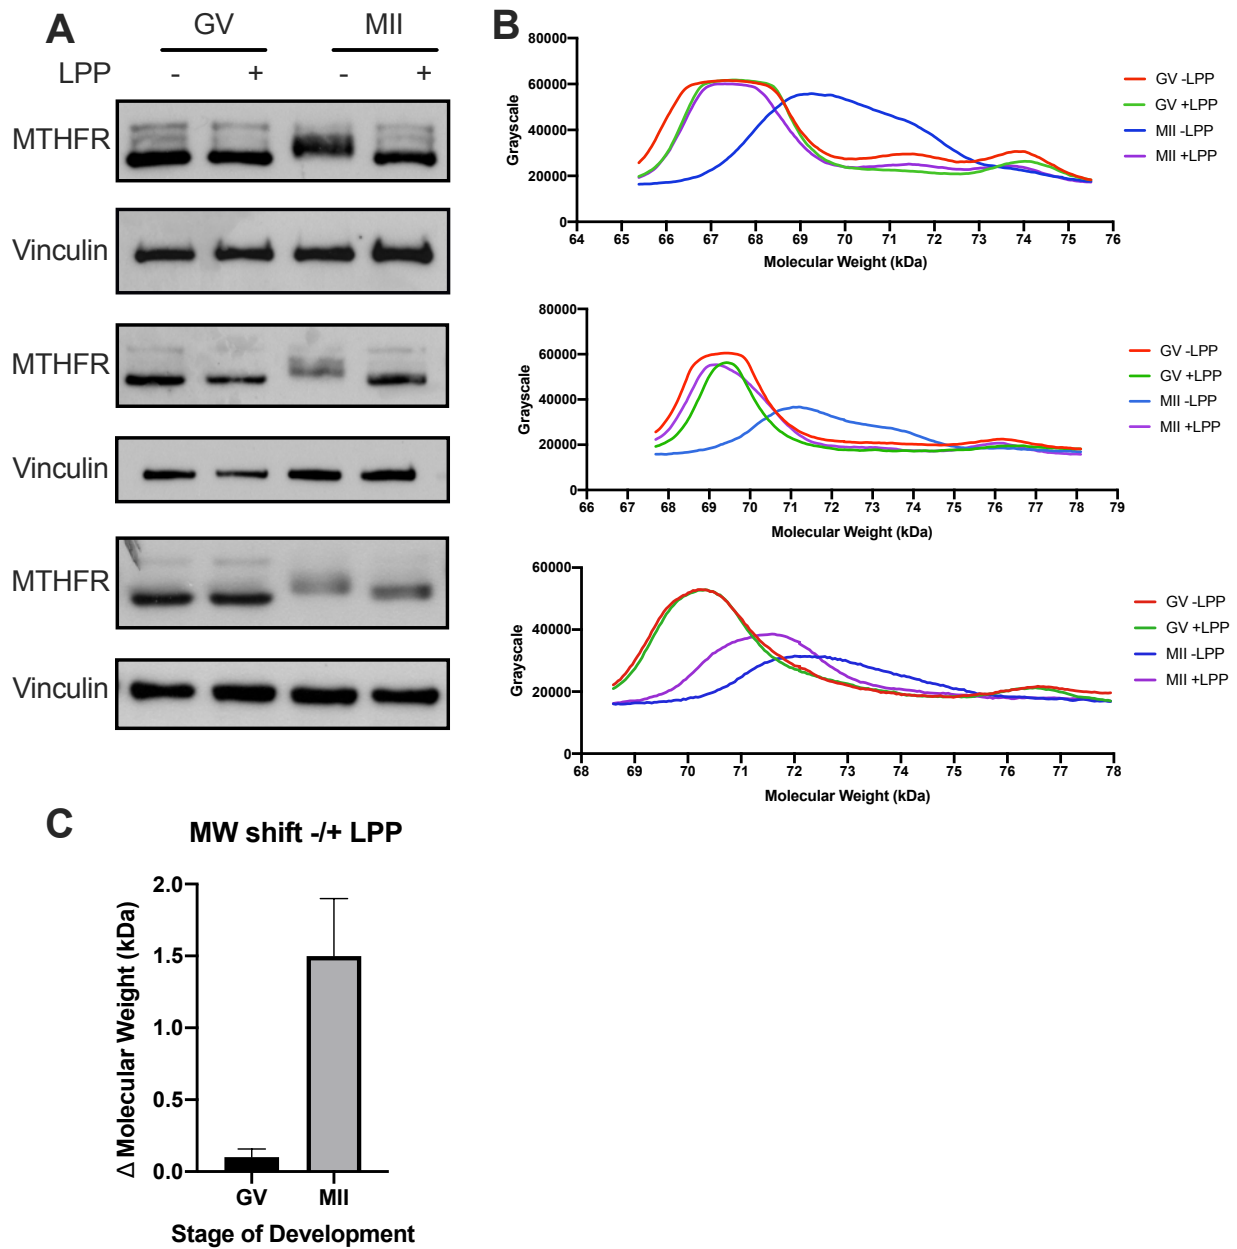 A
GV MII
LPP - + - +
MTHFR
Vinculin
MTHFR
Vinculin
MTHFR
Vinculin
B
80000
60000
40000
20000
0
Grayscale
64 65 66 67 68 69 70 71 72 73 74 75 76
Molecular Weight (kDa)
GV -LPP
GV +LPP
MII -LPP
MII +LPP
80000
60000
40000
20000
0
Grayscale
66 67 68 69 70 71 72 73 74 75 76 77 78 79
Molecular Weight (kDa)
GV -LPP
GV +LPP
MII -LPP
MII +LPP
60000
40000
20000
0
Grayscale
68 69 70 71 72 73 74 75 76 77 78
Molecular Weight (kDa)
GV -LPP
GV +LPP
MII -LPP
MII +LPP
C
MW shift -/+ LPP
2.0
1.5
1.0
0.5
0.0
Δ Molecular Weight (kDa)
GV MII
Stage of Development